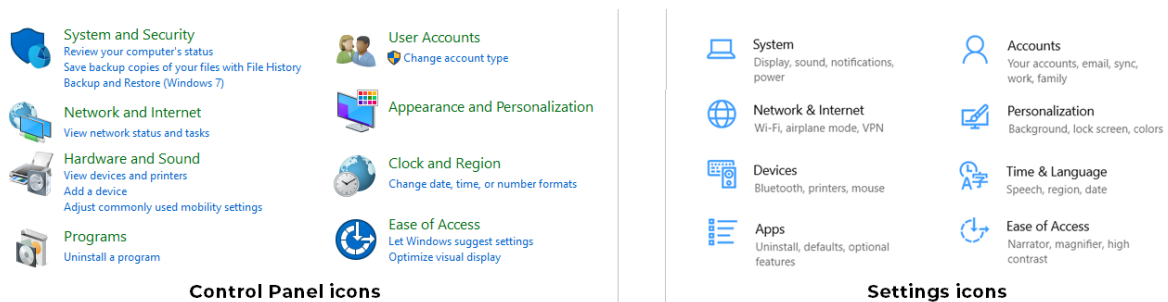 System and Security
Review your computer's status
Save backup copies of your files with File History
Backup and Restore (Windows 7)
Network and Internet
View network status and tasks
Hardware and Sound
View devices and printers
Add a device
Adjust commonly used mobility settings
Programs
Uninstall a program
User Accounts
Change account type
Appearance and Personalization
Clock and Region
Change date, time, or number formats
Ease of Access
Let Windows suggest settings
Optimize visual display
Control Panel icons
System
Display, sound, notifications,
power
Network & Internet
Wi-Fi, airplane mode, VPN
Devices
Bluetooth, printers, mouse
Apps
Uninstall, defaults, optional
features
Accounts
Your accounts, email, sync,
work, family
Personalization
Background, lock screen, colors
A字
Time & Language
Speech, region, date
Ease of Access
Narrator, magnifier, high
contrast
Settings icons